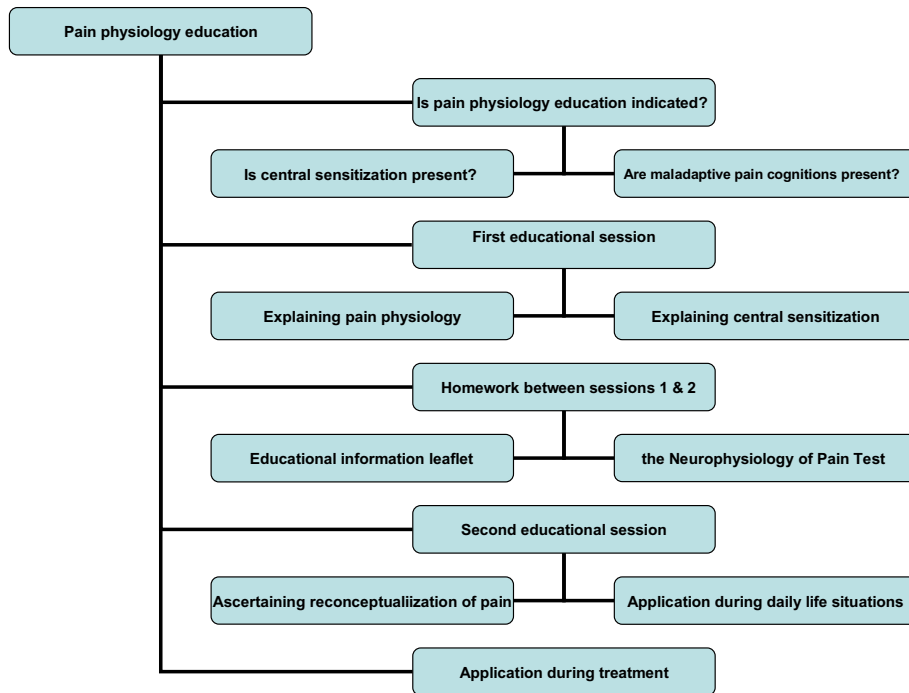 Pain physiology education
Is pain physiology education indicated?
Is central sensitization present?
Are maladaptive pain cognitions present?
First educational session
Explaining pain physiology
Explaining central sensitization
Homework between sessions 1 & 2
Educational information leaflet
the Neurophysiology of Pain Test
Second educational session
Ascertaining reconceptualiization of pain
Application during daily life situations
Application during treatment